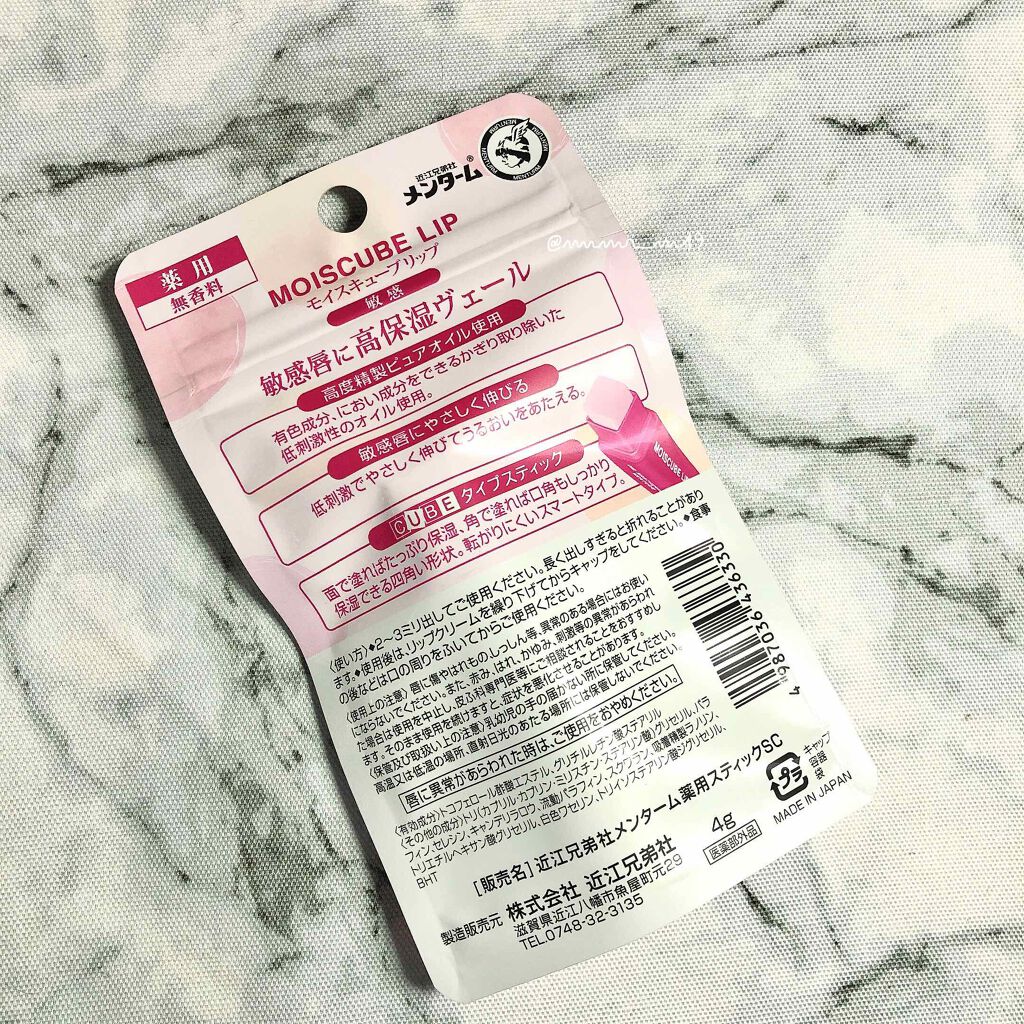 近江兄弟社
メンターム®
MENTURM
MENTURM
薬用
無香料
MOISCUBE LIP
モイスキューブリップ
敏感
敏感唇に高保湿ヴェール
高度精製ピュアオイル使用
有色成分、におい成分をできるかぎり取り除いた
低刺激性のオイル使用。
敏感唇にやさしく伸びる
低刺激でやさしく伸びてうるおいをあたえる。
CUBEタイプスティック
面で塗ればたっぷり保湿、角で塗れば口角もしっかり
保湿できる四角い形状。転がりにくいスマートタイプ。
MOISCUBE
〈使い方〉◆2〜3ミリ出してご使用ください。長く出しすぎると折れることがあり
ます。◆使用後は、リップクリームを繰り下げてからキャップをしてください。◆食事
の後などは口の周りをふいてからご使用ください。
〈使用上の注意〉唇に傷やはれもの、しっしん等、異常のある場合にはお使い
にならないでください。また、赤み、はれ、かゆみ、刺激等の異常があらわれ
た場合は使用を中止し、皮ふ科専門医等にご相談されることをおすすめし
ます。そのまま使用を続けますと、症状を悪化させることがあります。
〈保管及び取扱い上の注意〉乳幼児の手の届かない所に保管してください。
高温又は低温の場所、直射日光のあたる場所には保管しないでください。
唇に異常があらわれた時は、ご使用をおやめください。
〈有効成分〉トコフェロール酢酸エステル、グリチルレチン酸ステアリル
〈その他の成分〉トリ(カプリル・カプリン・ミリスチン・ステアリン酸)グリセリル、パラ
フィン、セレシン、キャンデリラロウ、流動パラフィン、スクワラン、吸着精製ラノリン、
トリエチルヘキサン酸グリセリル、白色ワセリン、トリイソステアリン酸ジグリセリル、
BHT
4 987036 436330
[販売名]近江兄弟社メンターム薬用スティックSC
4g
医薬部外品
製造販売元 株式会社 近江兄弟社
滋賀県近江八幡市魚屋町元29
TEL0748-32-3135
プラ
キャップ
容器
袋
MADE IN JAPAN